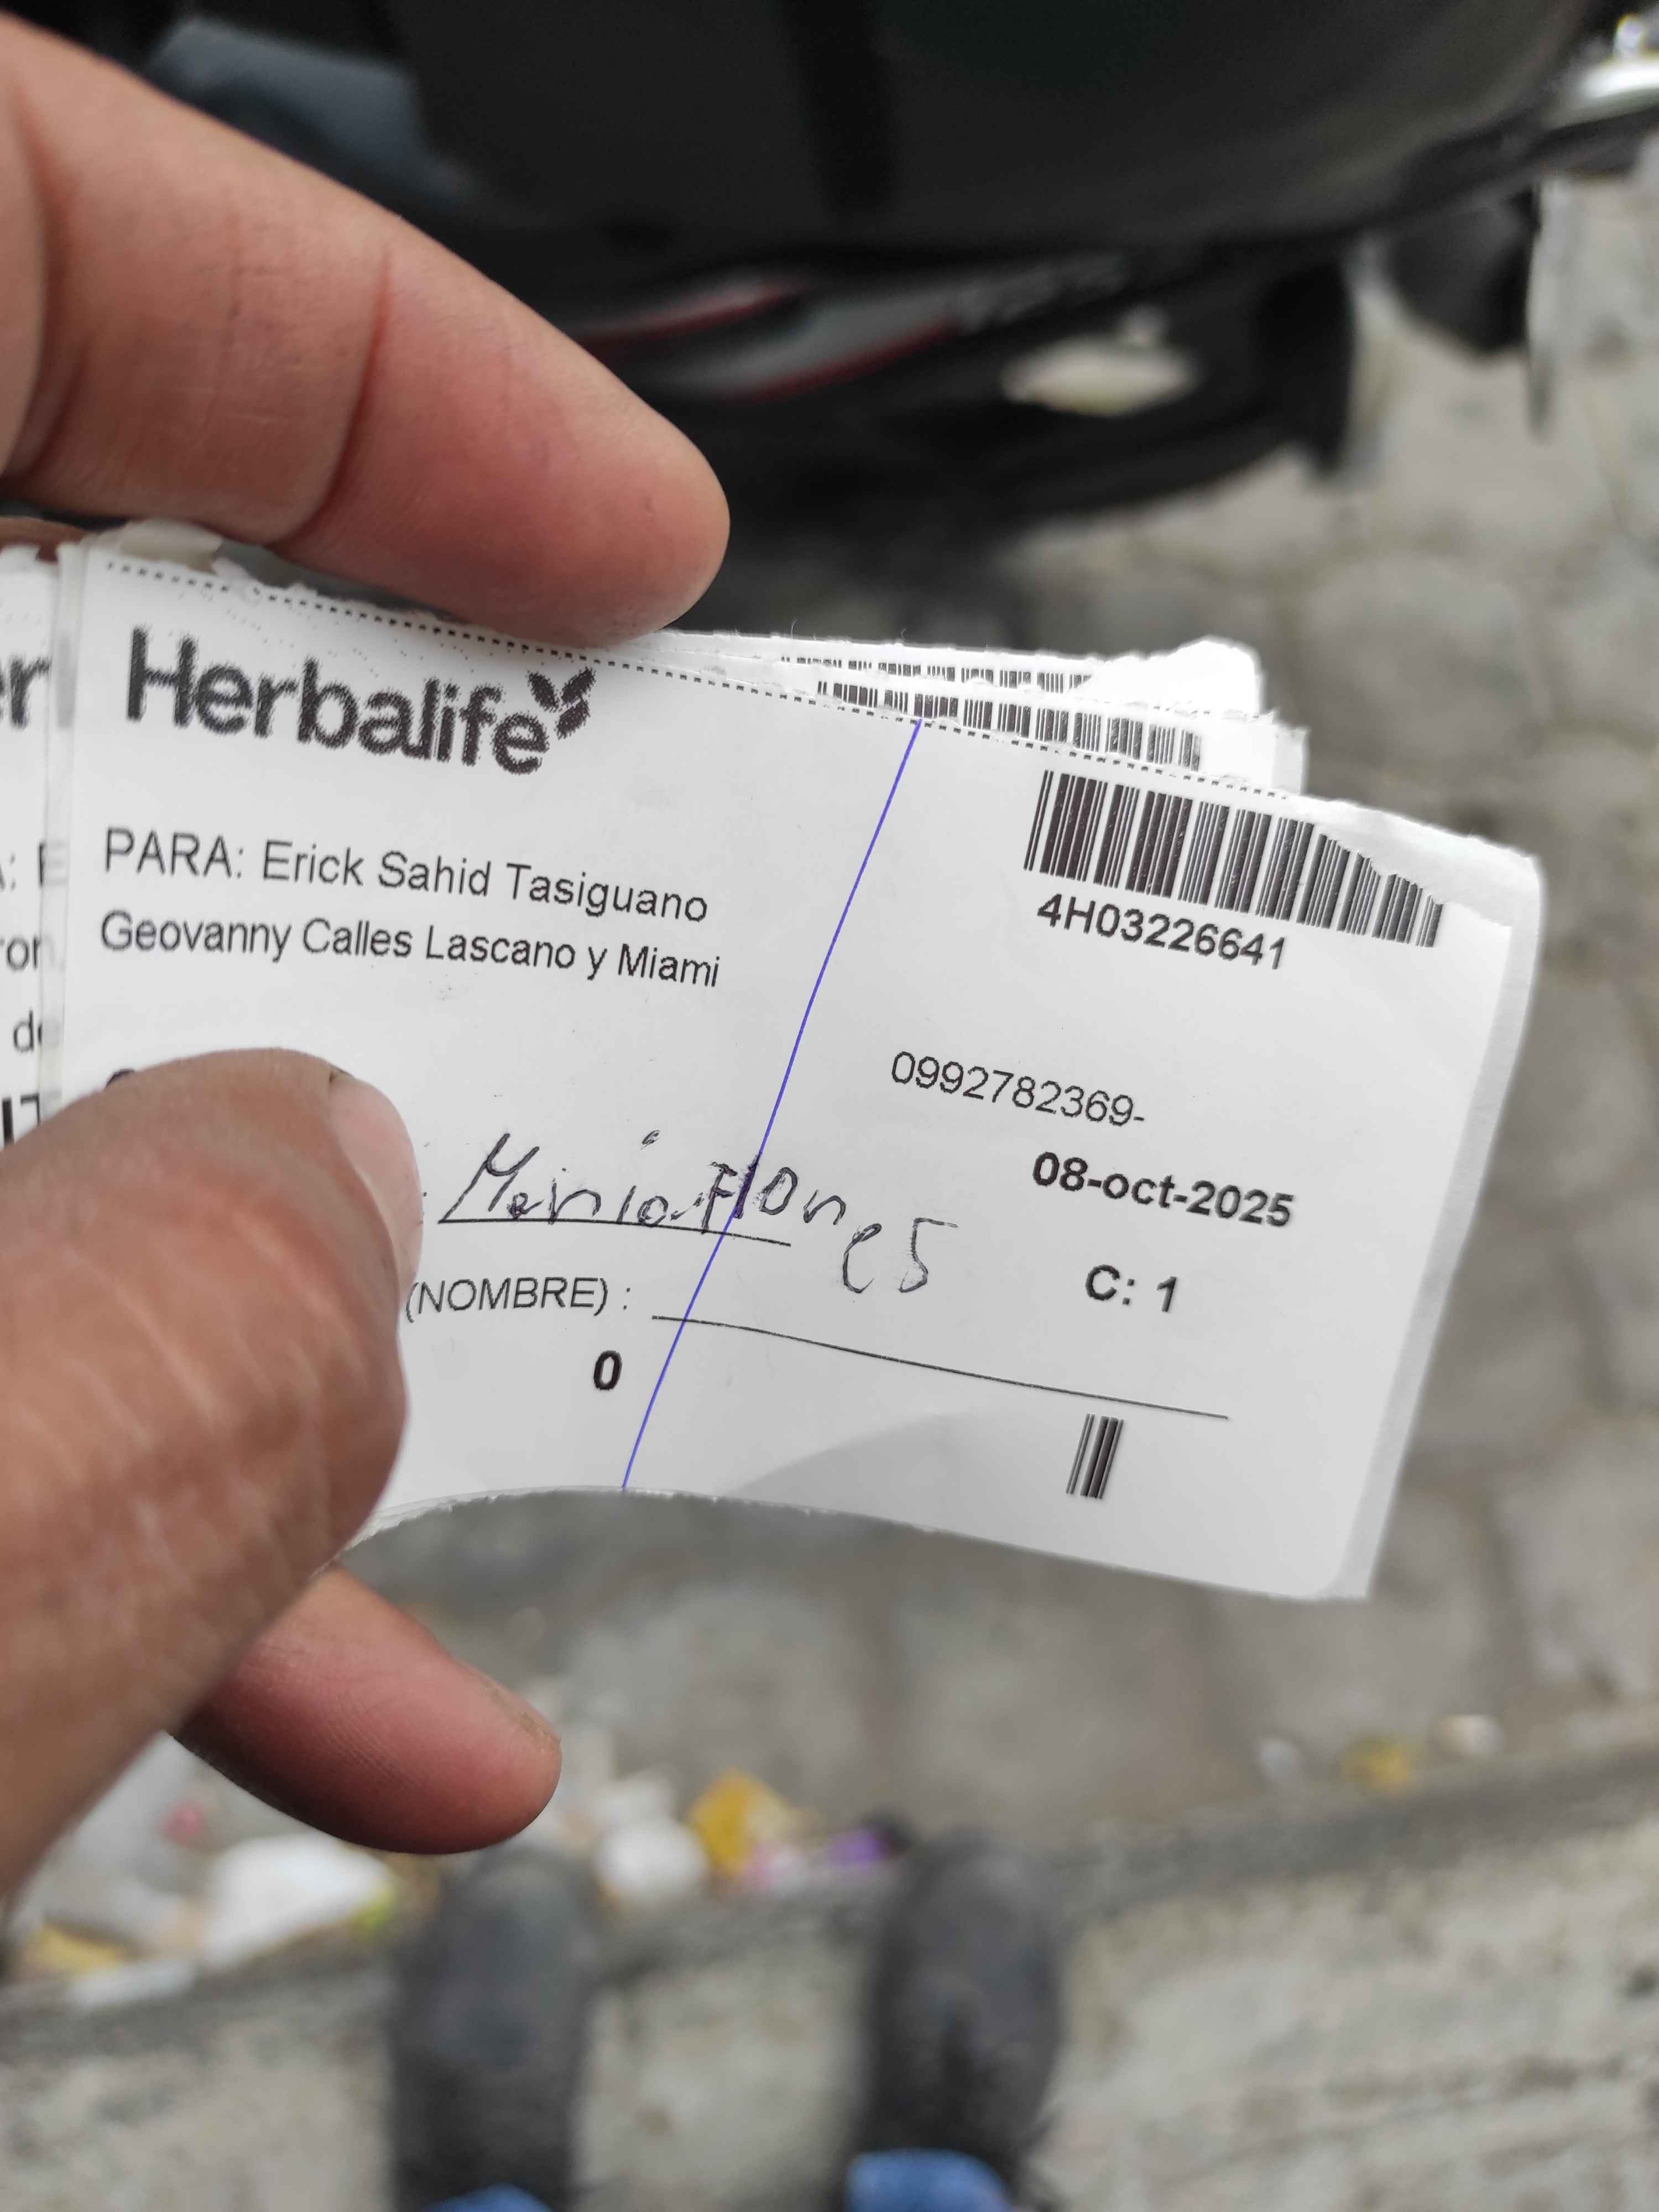 Herbalife
PARA: Erick Sahid Tasiguano
Geovanny Calles Lascano y Miami
4H03226641
0992782369-
08-oct-2025
Maria Flores
C: 1
(NOMBRE) :
0